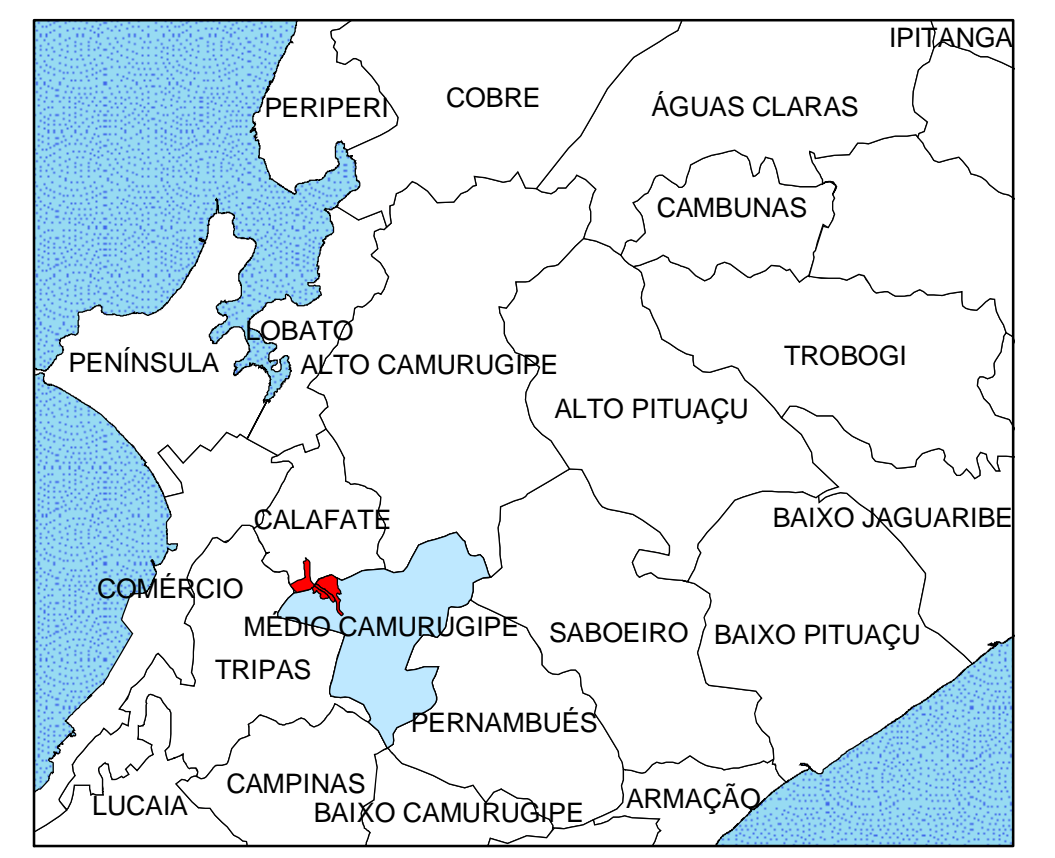 IPITANGA
PERIPERI
COBRE
ÁGUAS CLARAS
CAMBUNAS
LOBATO
PENÍNSULA
ALTO CAMURUGIPE
TROBOGI
ALTO PITUAÇU
CALAFATE
BAIXO JAGUARIBE
COMÉRCIO
MÉDIO CAMURUGIPE
SABOEIRO
BAIXO PITUAÇU
TRIPAS
PERNAMBUÉS
CAMPINAS
LUCAIA
BAIXO CAMURUGIPE
ARMAÇÃO